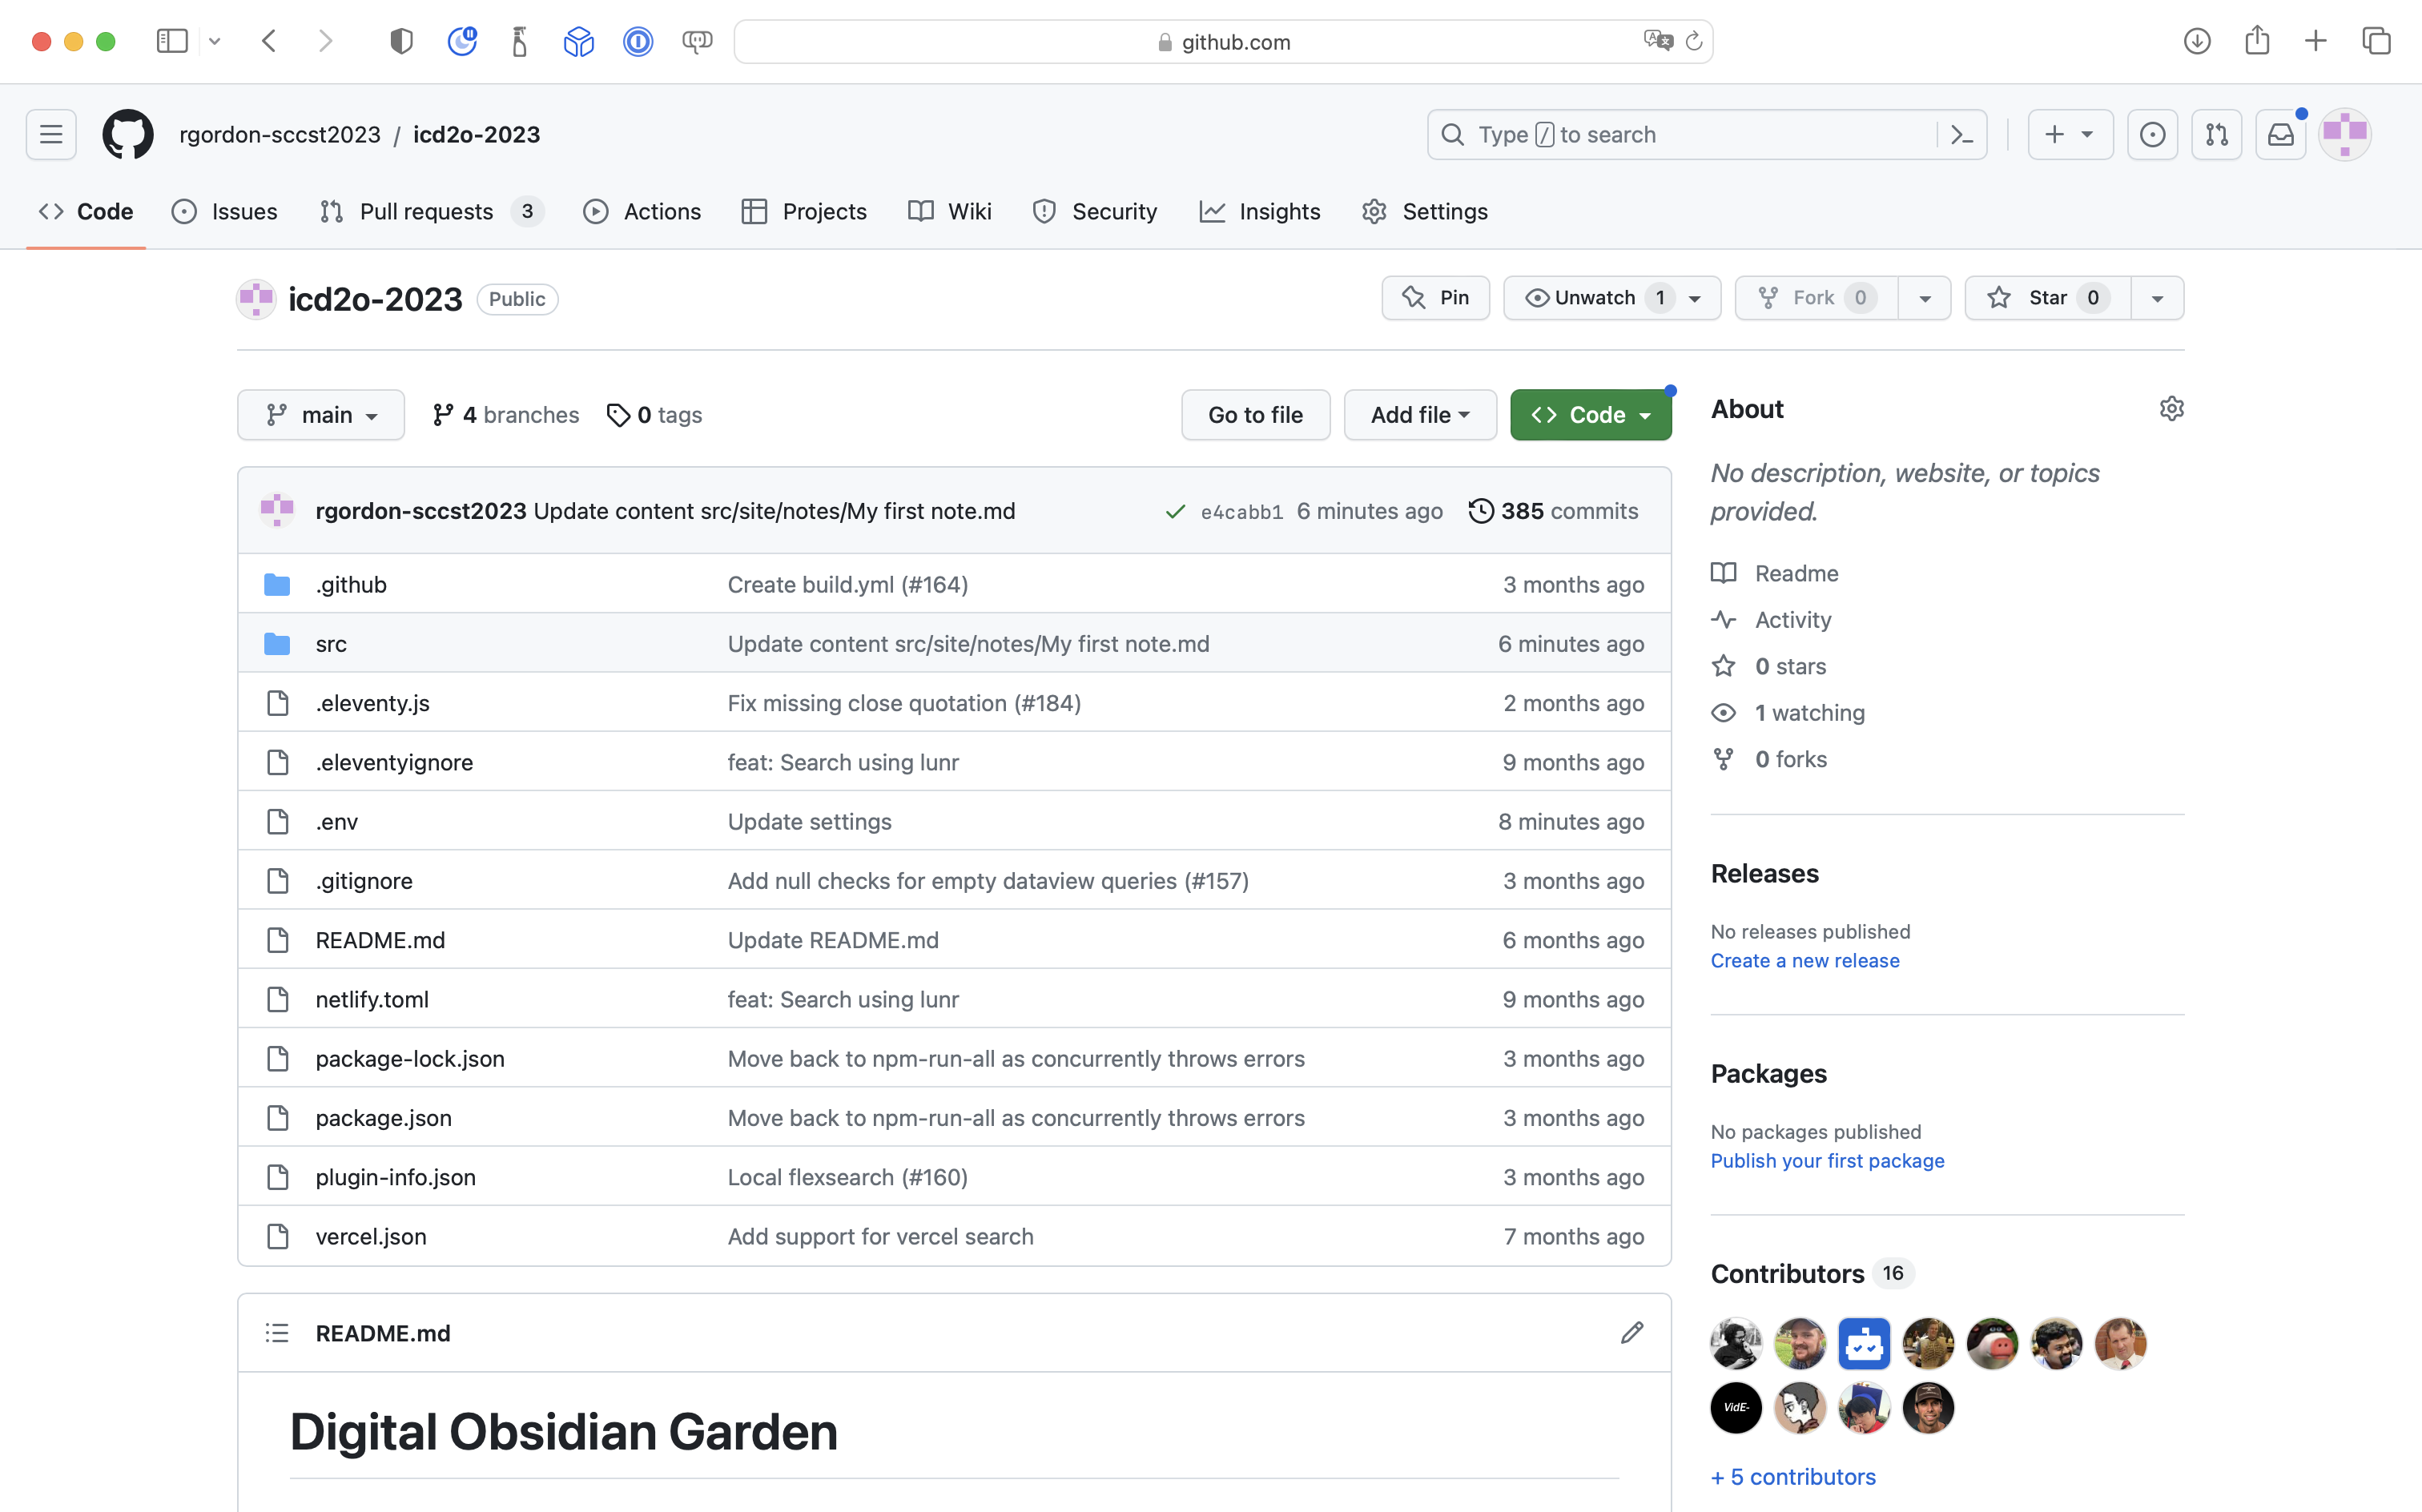 github.com
rgordon-sccst2023 / icd2o-2023
Type / to search
Code Issues Pull requests 3 Actions Projects Wiki Security Insights Settings
icd2o-2023 Public
Pin Unwatch 1 Fork 0 Star 0
main 4 branches 0 tags
Go to file Add file Code
rgordon-sccst2023 Update content src/site/notes/My first note.md e4cabb1 6 minutes ago 385 commits
.github Create build.yml (#164) 3 months ago
src Update content src/site/notes/My first note.md 6 minutes ago
.eleventy.js Fix missing close quotation (#184) 2 months ago
.eleventyignore feat: Search using lunr 9 months ago
.env Update settings 8 minutes ago
.gitignore Add null checks for empty dataview queries (#157) 3 months ago
README.md Update README.md 6 months ago
netlify.toml feat: Search using lunr 9 months ago
package-lock.json Move back to npm-run-all as concurrently throws errors 3 months ago
package.json Move back to npm-run-all as concurrently throws errors 3 months ago
plugin-info.json Local flexsearch (#160) 3 months ago
vercel.json Add support for vercel search 7 months ago
README.md
Digital Obsidian Garden
About
No description, website, or topics
provided.
Readme
Activity
0 stars
1 watching
0 forks
Releases
No releases published
Create a new release
Packages
No packages published
Publish your first package
Contributors 16
VidE-
+ 5 contributors